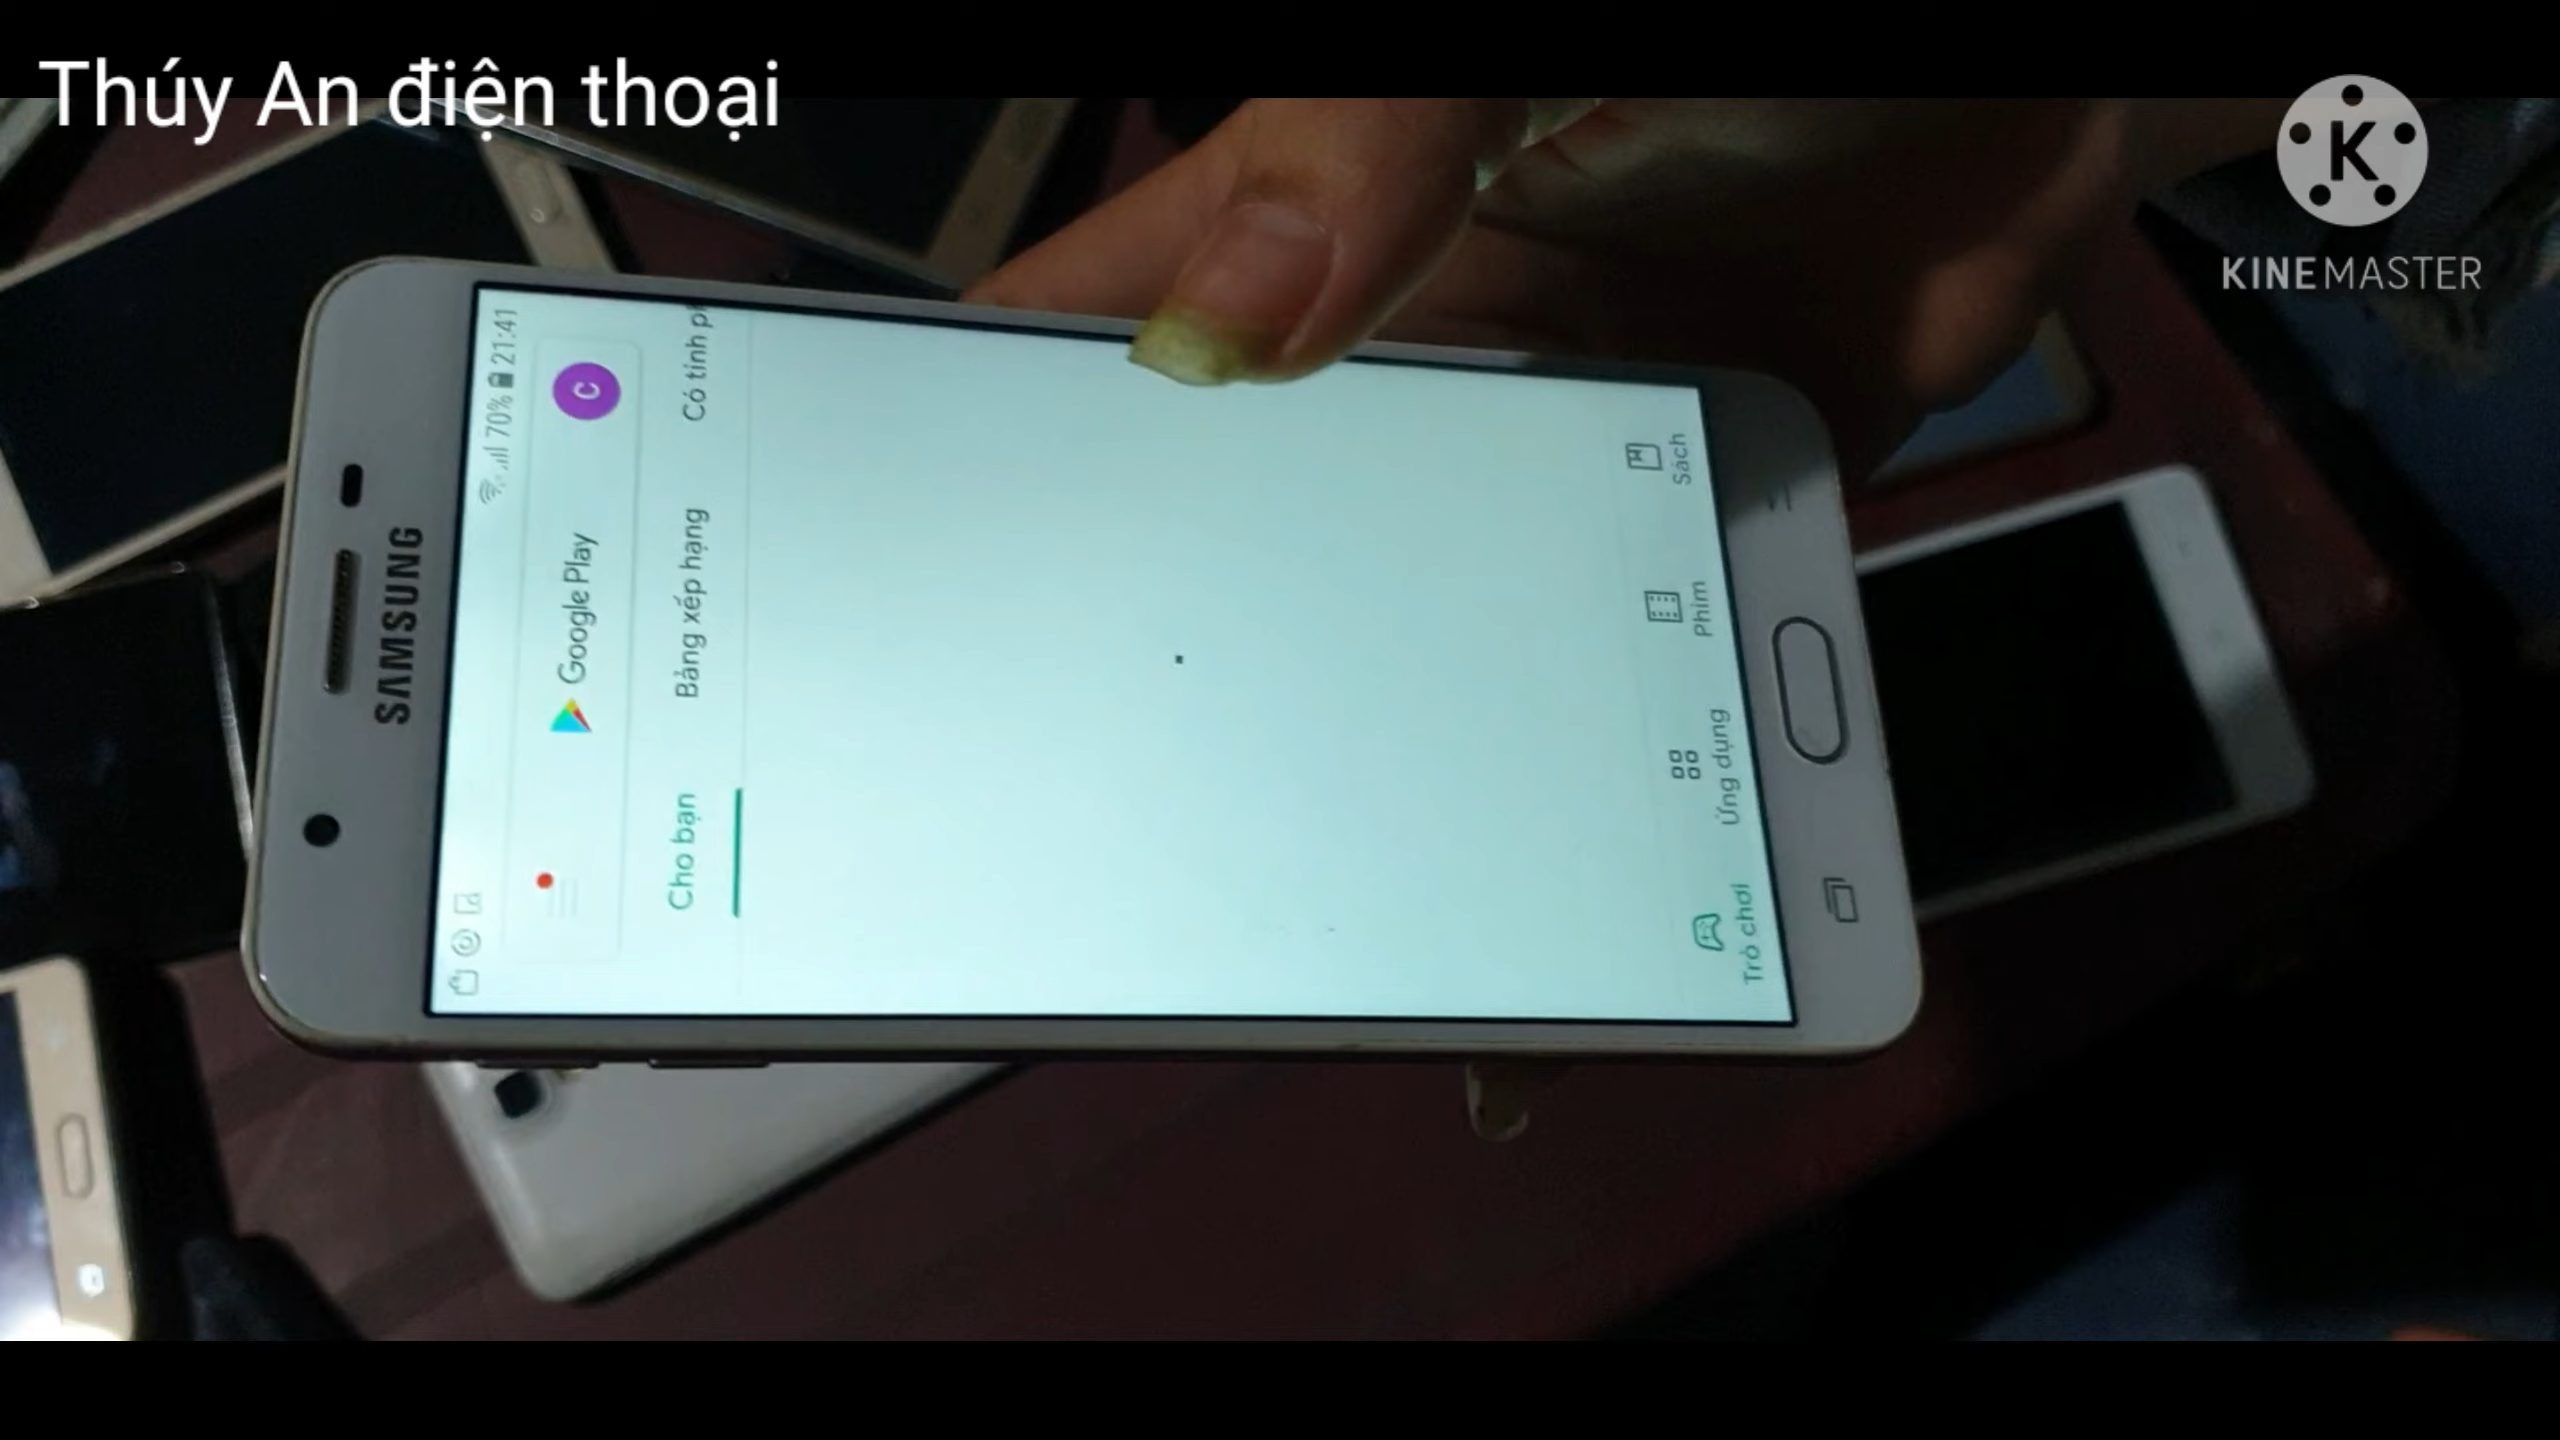 Thúy An điện thoại
KINEMASTER
SAMSUNG
70% 21:41
Google Play
C
Cho bạn
Bảng xếp hạng
Có tính p
Trò chơi
Ứng dụng
Phim
Sách